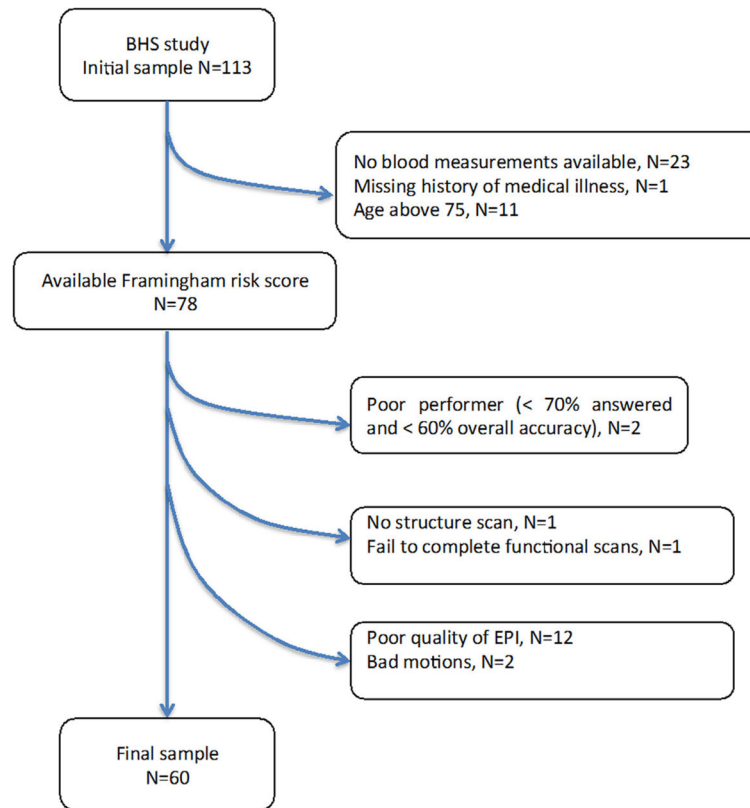 BHS study
Initial sample N=113
No blood measurements available, N=23
Missing history of medical illness, N=1
Age above 75, N=11
Available Framingham risk score
N=78
Poor performer (< 70% answered
and < 60% overall accuracy), N=2
No structure scan, N=1
Fail to complete functional scans, N=1
Poor quality of EPI, N=12
Bad motions, N=2
Final sample
N=60